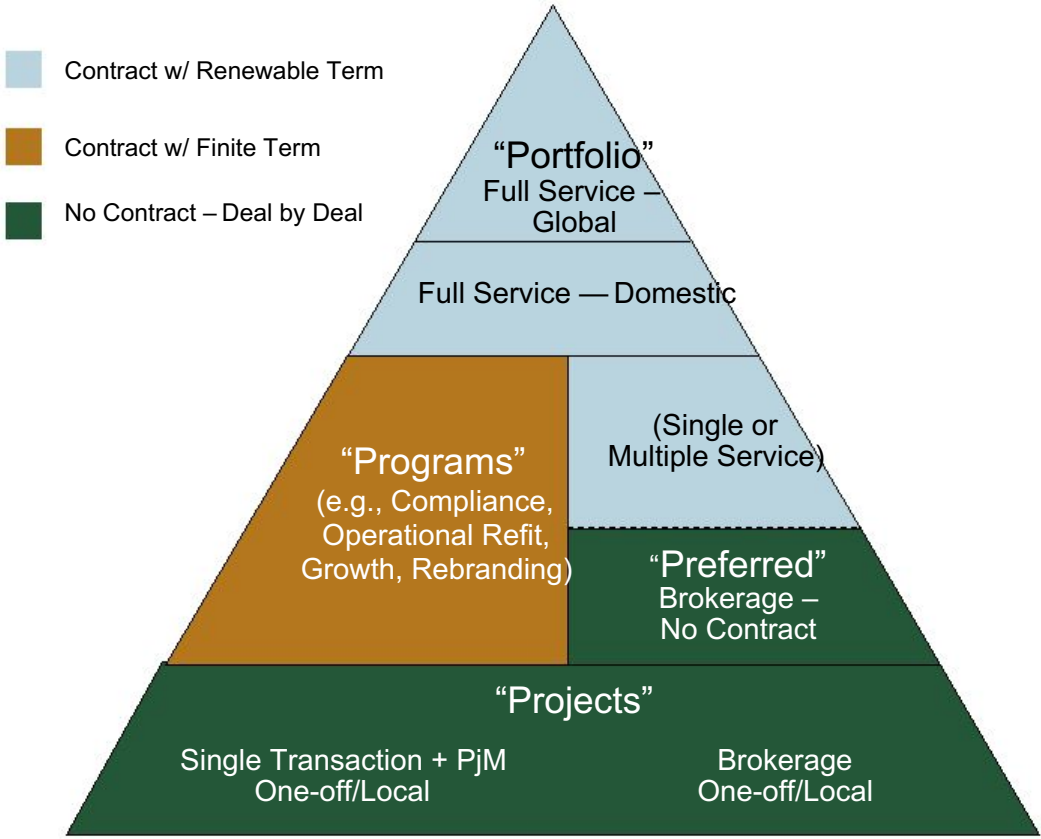 Contract w/ Renewable Term
Contract w/ Finite Term
No Contract – Deal by Deal
“Portfolio”
Full Service –
Global
Full Service — Domestic
(Single or
Multiple Service)
“Programs”
(e.g., Compliance,
Operational Refit,
Growth, Rebranding)
“Preferred”
Brokerage –
No Contract
“Projects”
Single Transaction + PjM
One-off/Local
Brokerage
One-off/Local